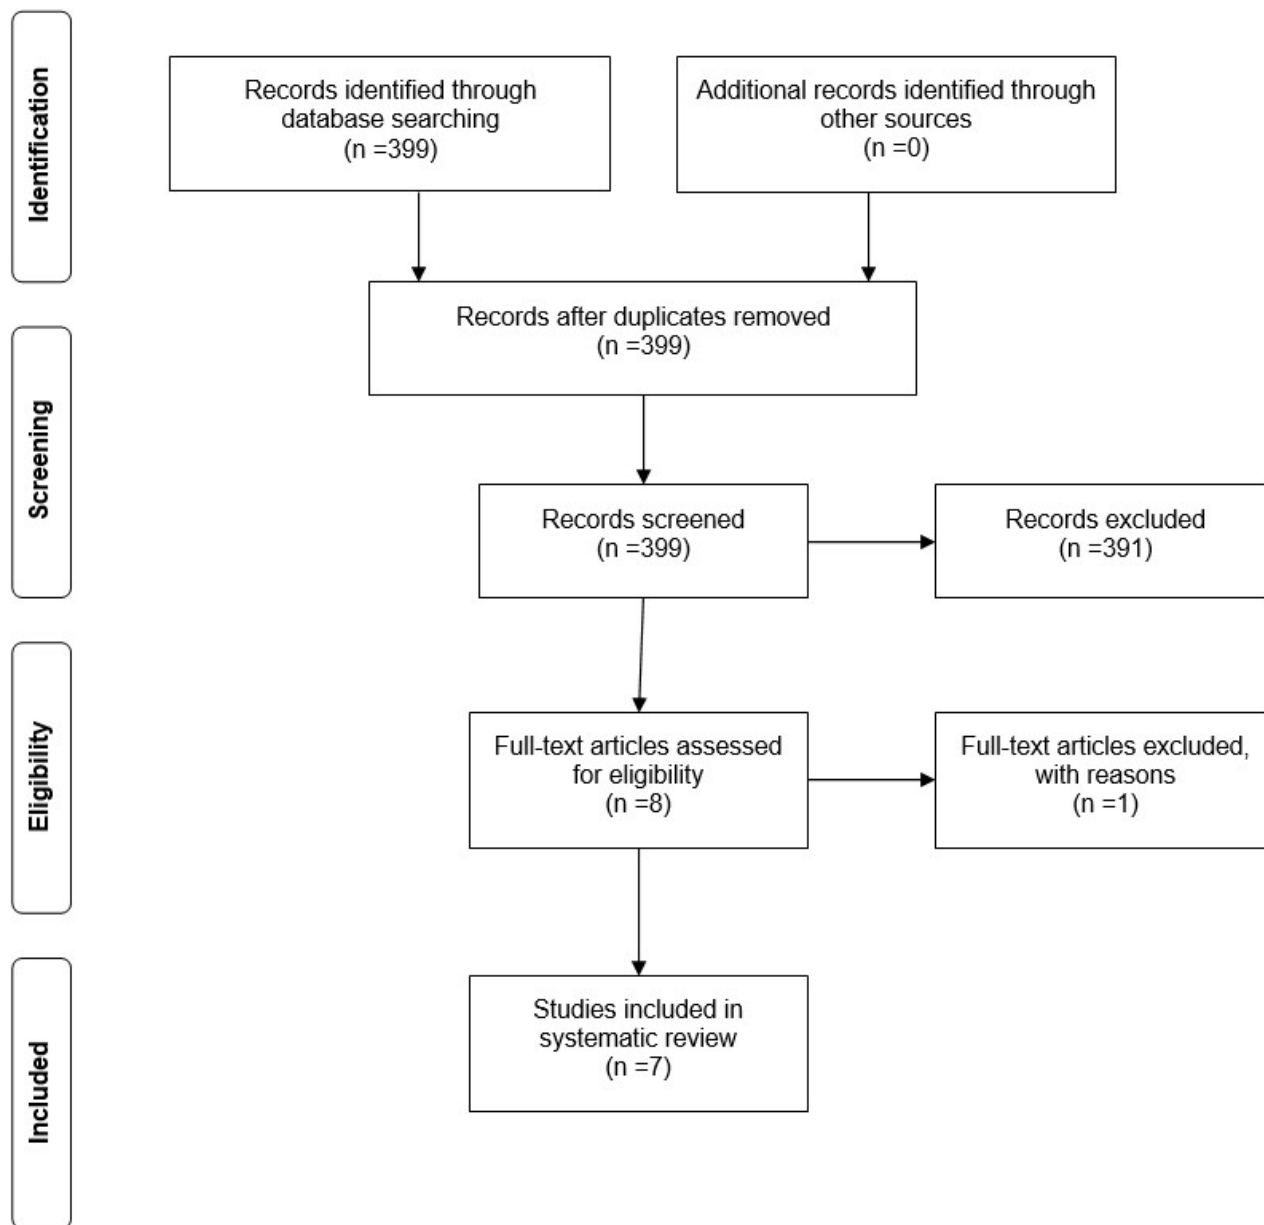 Identification
Records identified through
database searching
(n =399)
Additional records identified through
other sources
(n =0)
Records after duplicates removed
(n =399)
Screening
Records screened
(n =399)
Records excluded
(n =391)
Eligibility
Full-text articles assessed
for eligibility
(n =8)
Full-text articles excluded,
with reasons
(n =1)
Included
Studies included in
systematic review
(n =7)